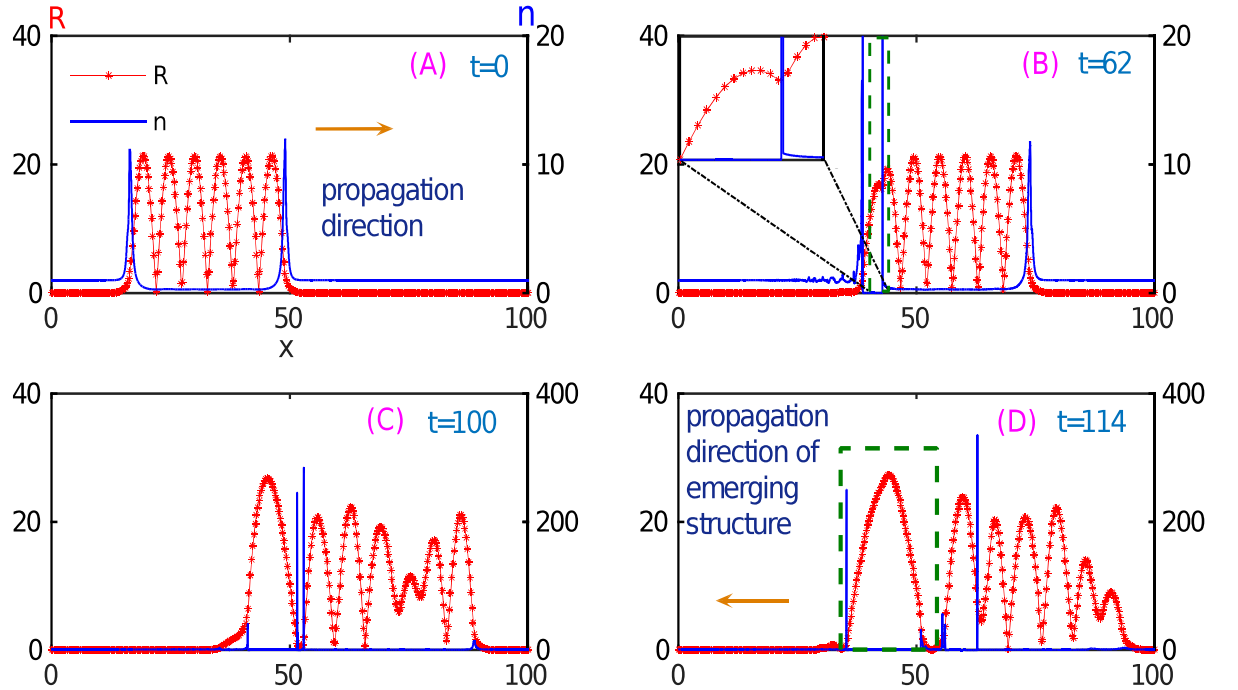 R
n
40
20
(A)
t=0
R
n
20
10
propagation
direction
0
0
0
50
100
x
40
20
(B)
t=62
20
10
0
0
0
50
100
40
400
(C)
t=100
20
200
0
0
0
50
100
40
400
propagation
direction of
emerging
structure
(D)
t=114
20
200
0
0
0
50
100